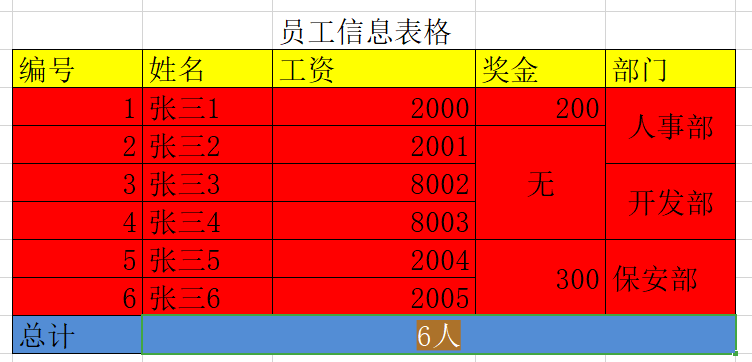 员工信息表格
编号 姓名 工资 奖金 部门
1 张三1 2000 200 人事部
2 张三2 2001
3 张三3 8002 无 开发部
4 张三4 8003
5 张三5 2004 300 保安部
6 张三6 2005
总计 6人